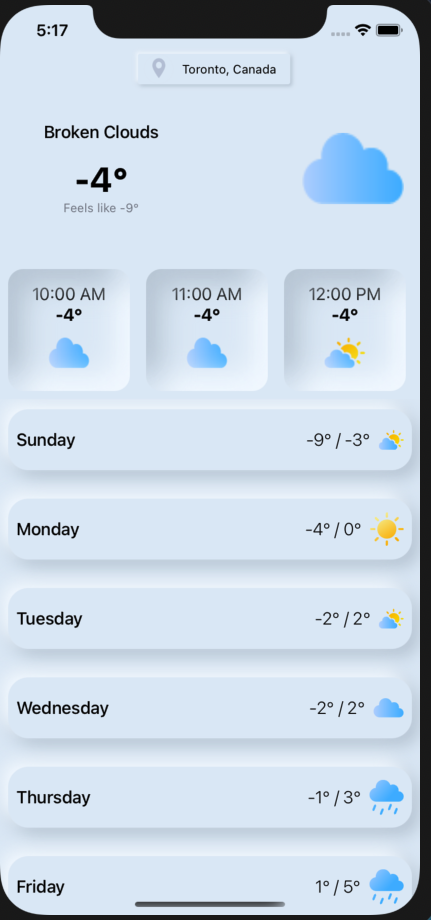 5:17
Toronto, Canada
Broken Clouds
-4°
Feels like -9°
10:00 AM
-4°
11:00 AM
-4°
12:00 PM
-4°
Sunday -9° / -3°
Monday -4° / 0°
Tuesday -2° / 2°
Wednesday -2° / 2°
Thursday -1° / 3°
Friday 1° / 5°